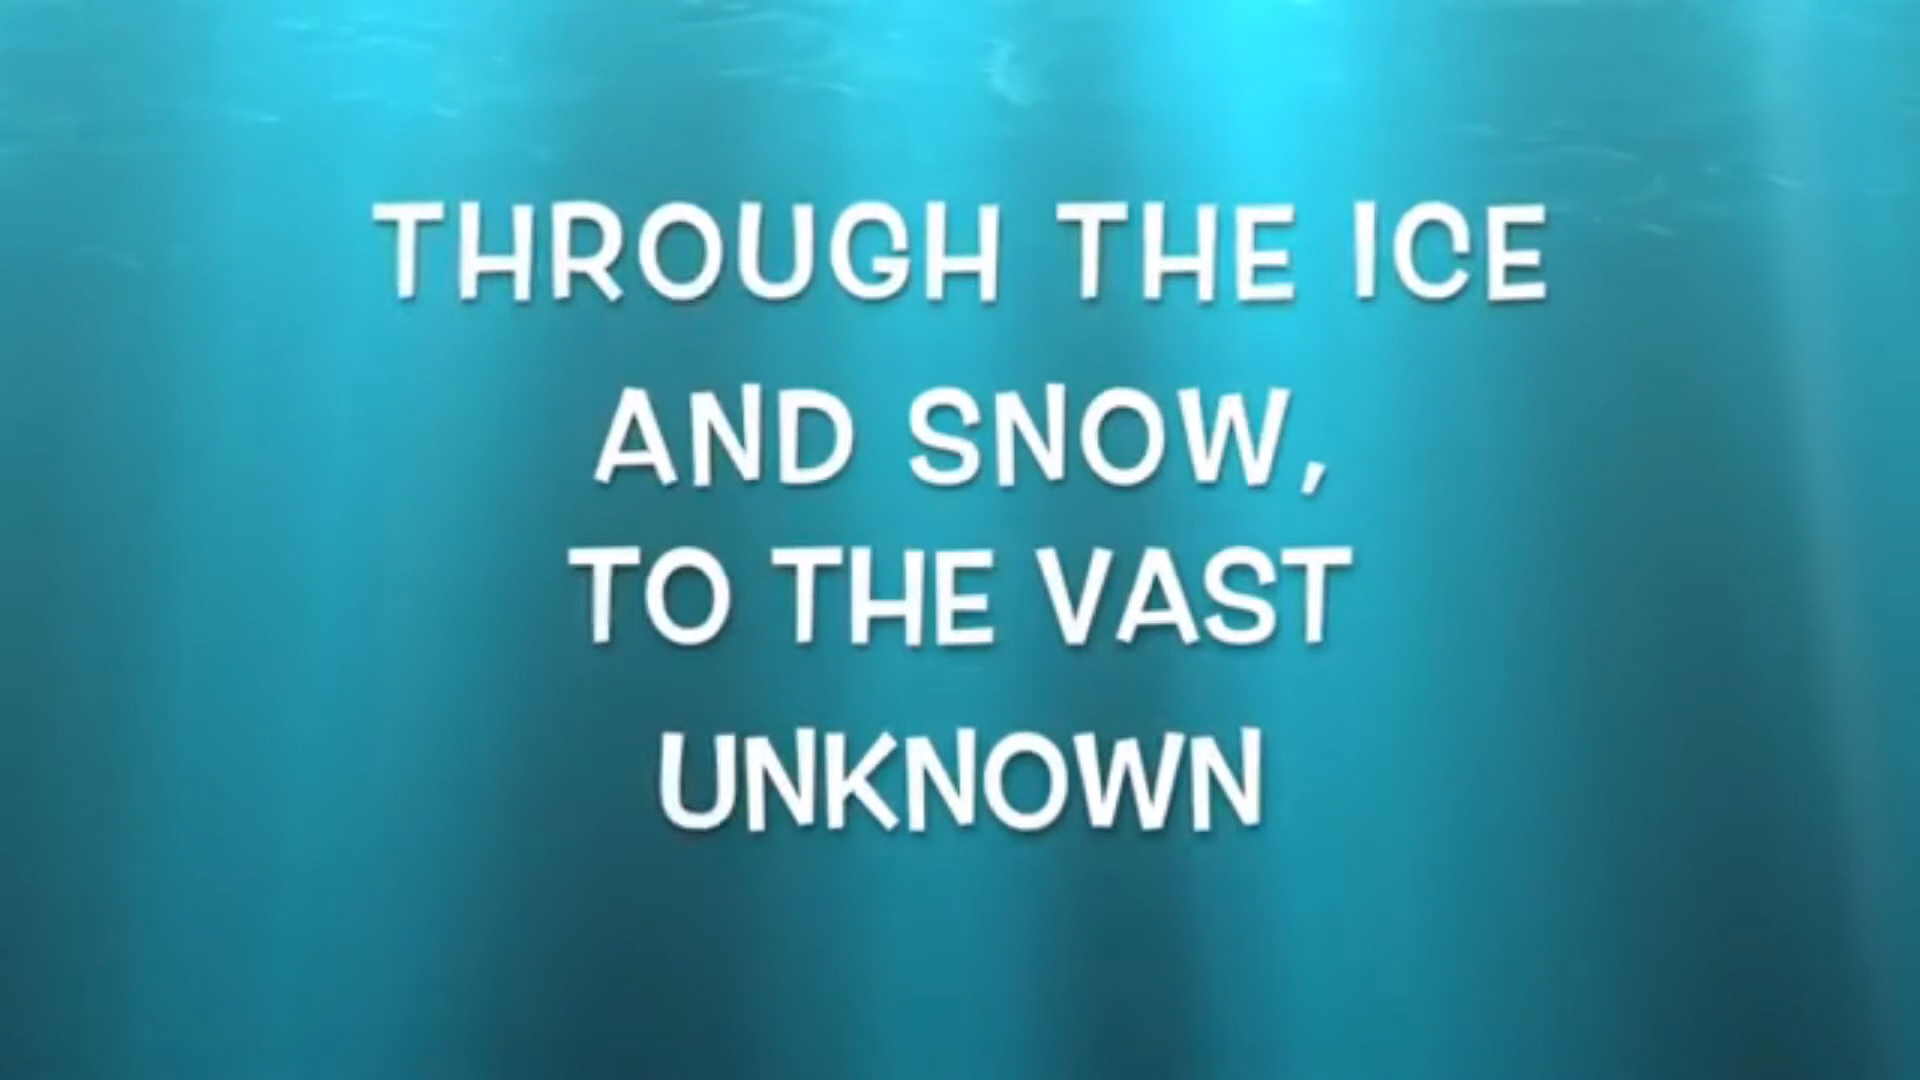 THROUGH THE ICE
AND SNOW,
TO THE VAST
UNKNOWN